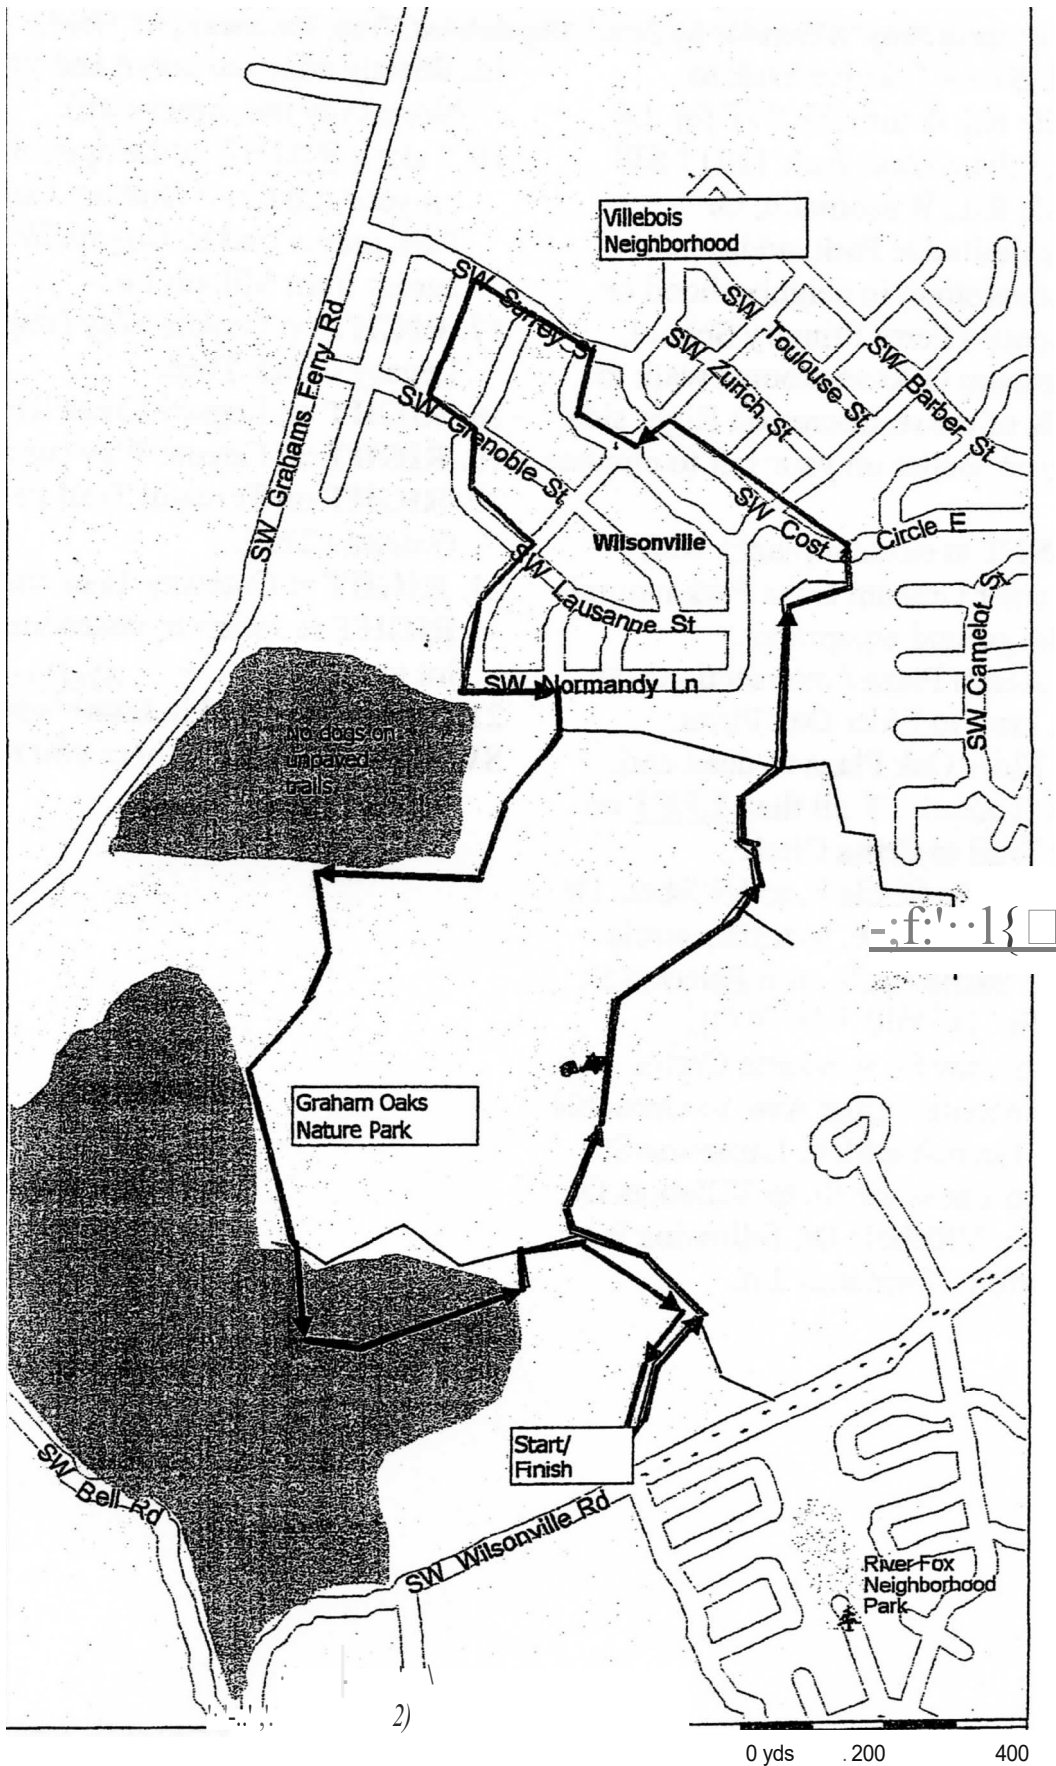 Villebois
Neighborhood
SW Surrey St
SW Grahams Ferry Rd
SW Toulouse St
SW Zurich St
SW Barber St
SW Grenoble St
SW Cost
Circle E
Wilsonville
SW Lausanne St
SW Camelot St
SW Normandy Ln
No dogs on
unpaved
trails
Graham Oaks
Nature Park
Start/
Finish
SW Bell Rd
SW Wilsonville Rd
River Fox
Neighborhood
Park
2)
0 yds
200
400